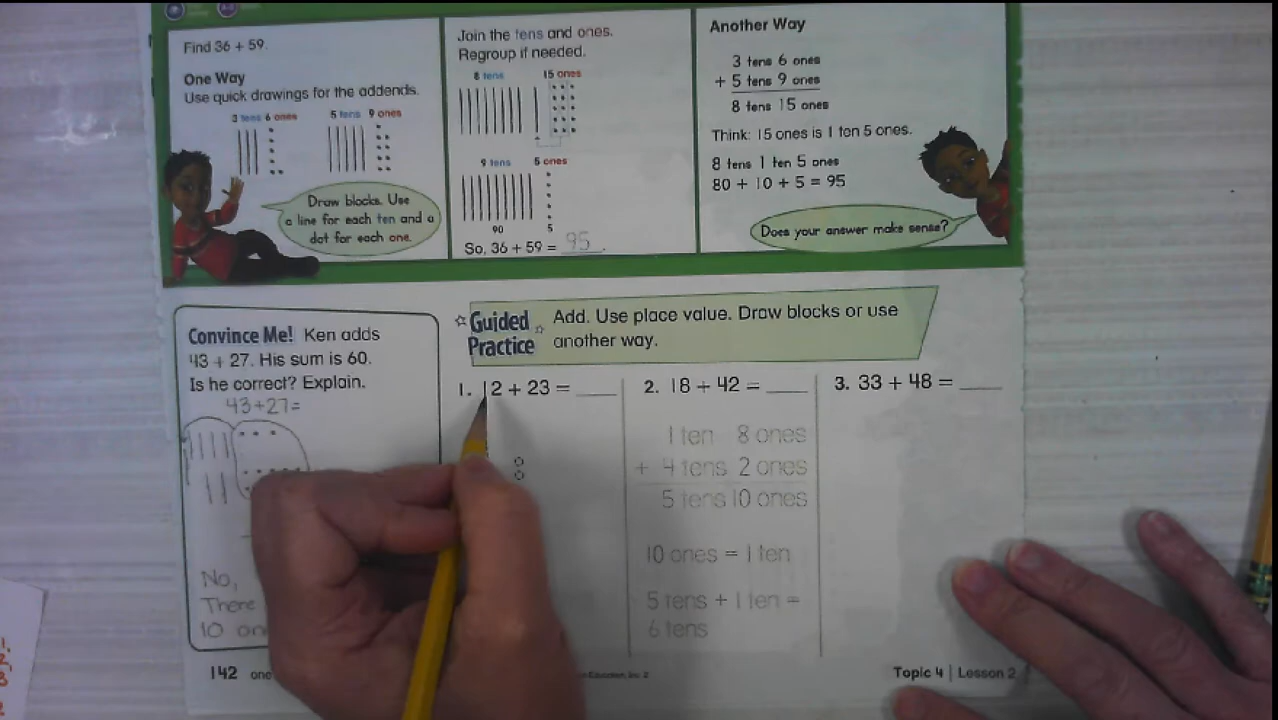 Find 36 + 59.
One Way
Use quick drawings for the addends.
3 tens 6 ones
5 tens 9 ones
Draw blocks. Use
a line for each ten and a
dot for each one.
Join the tens and ones.
Regroup if needed.
8 tens
15 ones
9 tens
5 ones
90
5
So, 36 + 59 = 95.
Another Way
3 tens 6 ones
+ 5 tens 9 ones
8 tens 15 ones
Think: 15 ones is 1 ten 5 ones.
8 tens 1 ten 5 ones
80 + 10 + 5 = 95
Does your answer make sense?
Convince Me! Ken adds
43 + 27. His sum is 60.
Is he correct? Explain.
43+27=
No,
There
10
142
Guided
Practice
Add. Use place value. Draw blocks or use
another way.
1. 12 + 23 = ____
2. 18 + 42 = ____
1 ten 8 ones
+ 4 tens 2 ones
5 tens 10 ones
10 ones = 1 ten
5 tens + 1 ten =
6 tens
3. 33 + 48 = ____
Topic 4 | Lesson 2